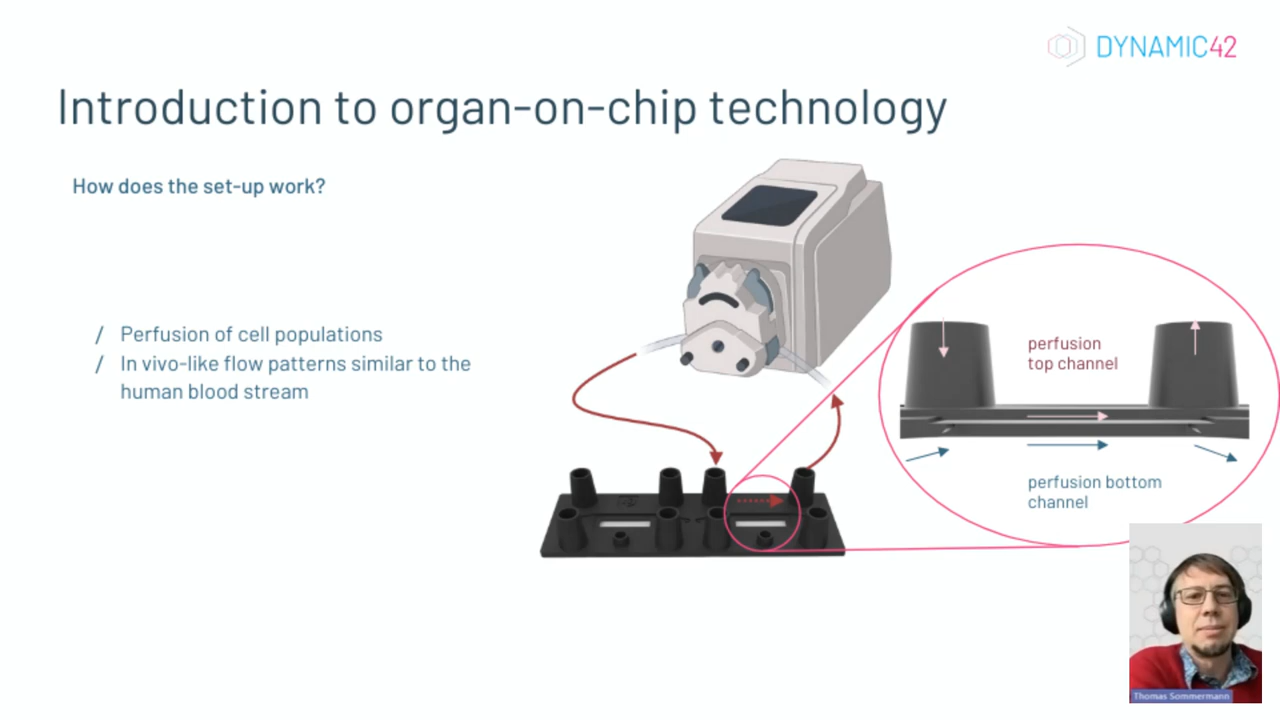 DYNAMIC42
Introduction to organ-on-chip technology
How does the set-up work?
/ Perfusion of cell populations
/ In vivo-like flow patterns similar to the
human blood stream
perfusion
top channel
perfusion bottom
channel
Thomas Sommermann